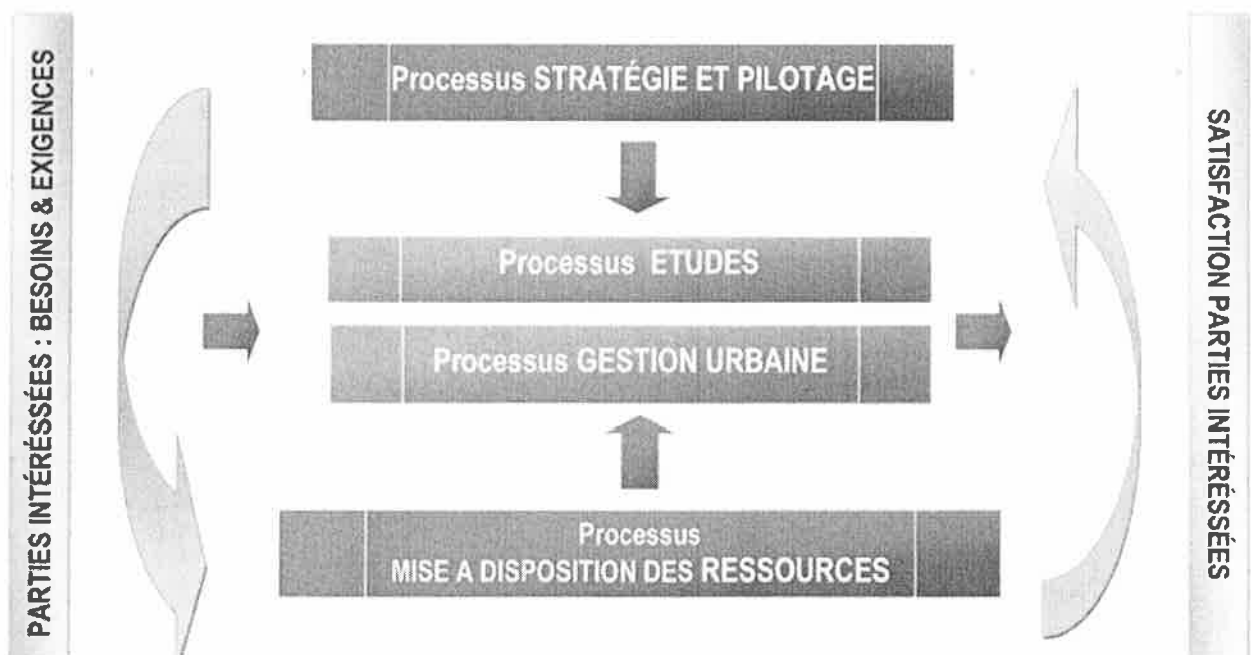 PARTIES INTÉRÉSSÉES : BESOINS & EXIGENCES
Processus STRATÉGIE ET PILOTAGE
Processus ETUDES
Processus GESTION URBAINE
Processus
MISE A DISPOSITION DES RESSOURCES
SATISFACTION PARTIES INTÉRÉSSÉES